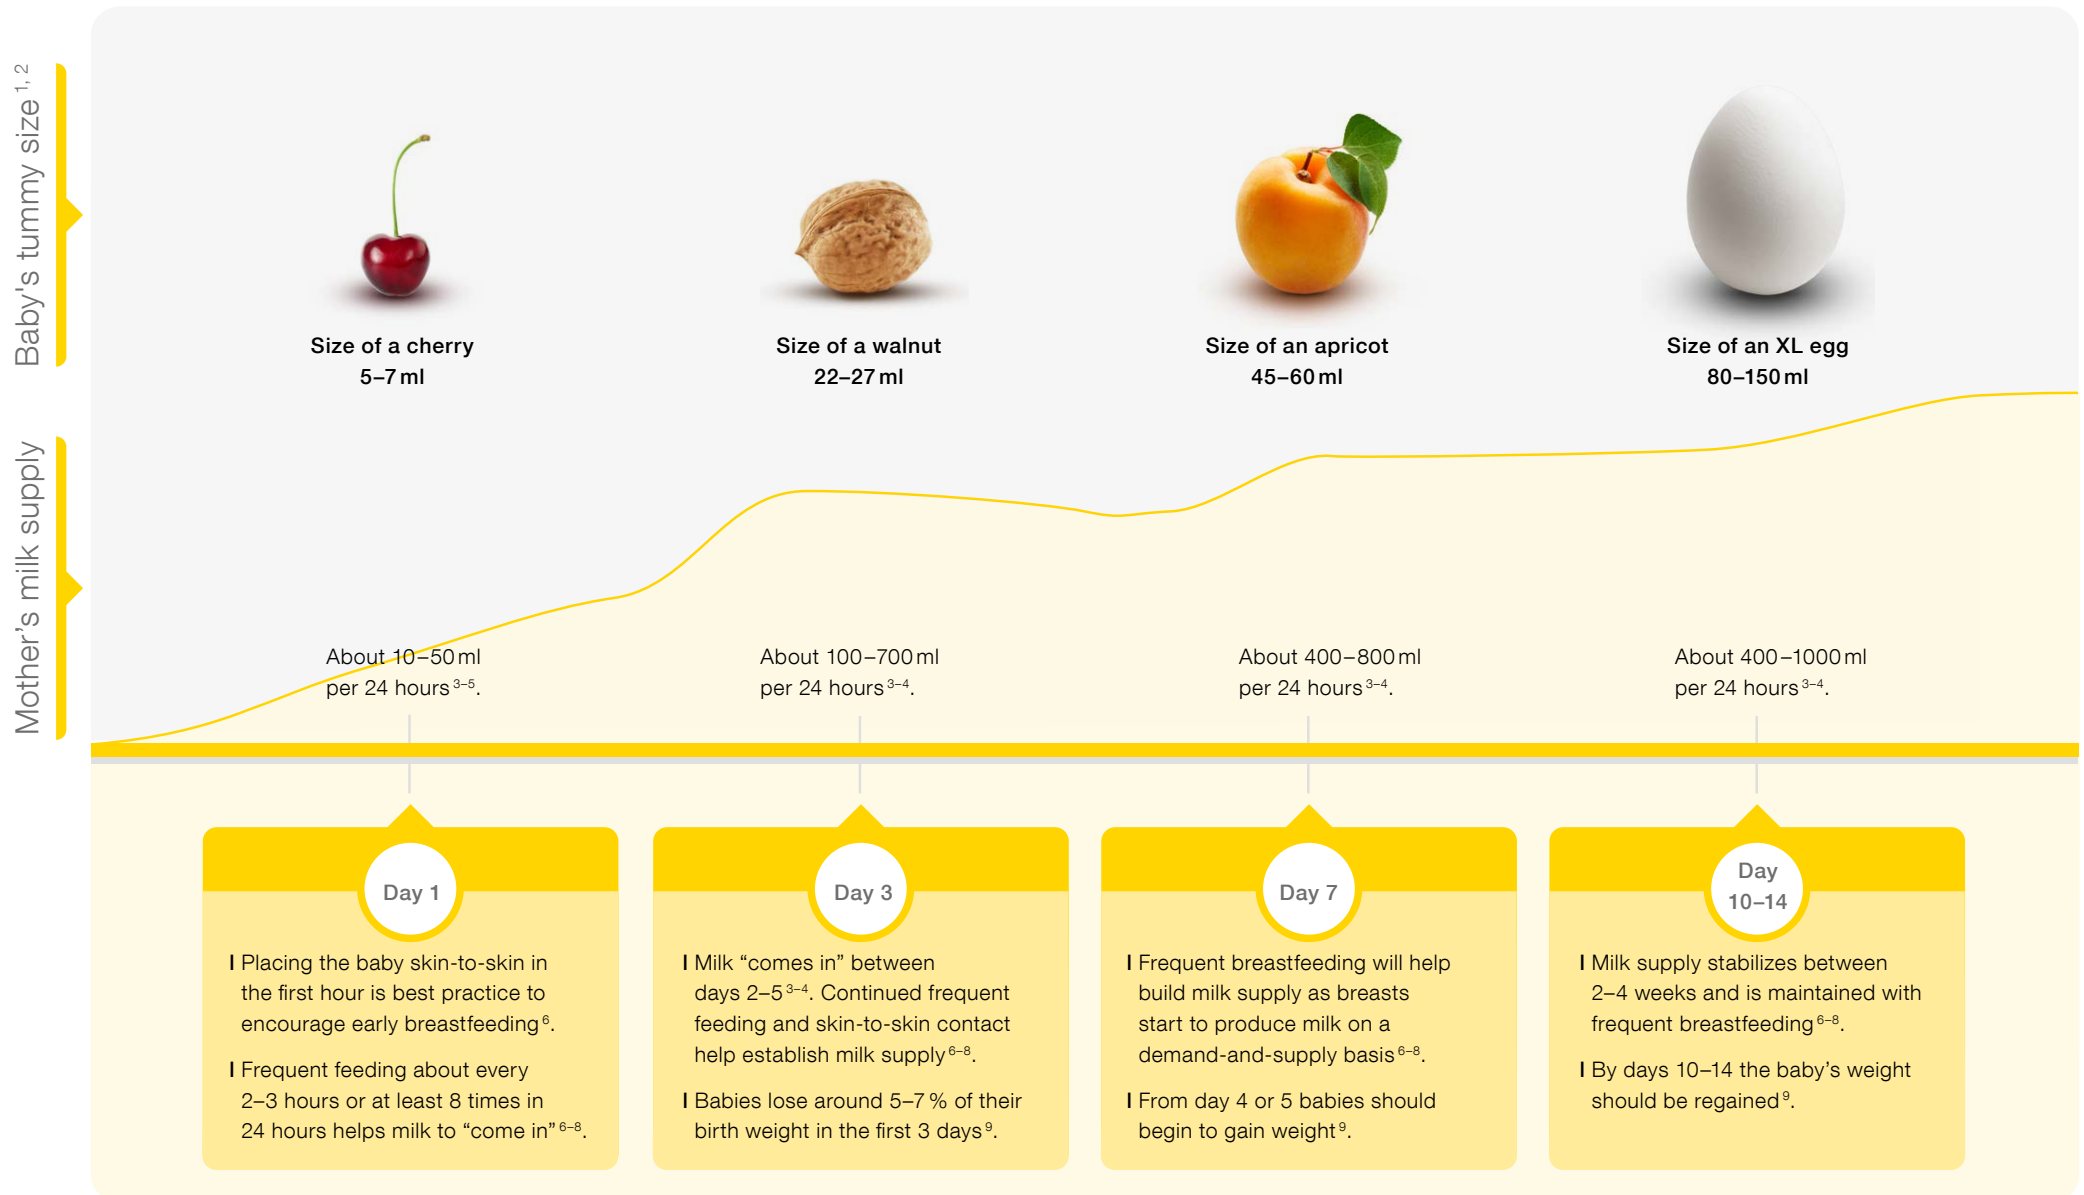 Baby's tummy size 1, 2
Size of a cherry
5–7 ml
Size of a walnut
22–27 ml
Size of an apricot
45–60 ml
Size of an XL egg
80–150 ml
Mother's milk supply
About 10–50 ml
per 24 hours 3–5.
About 100–700 ml
per 24 hours 3–4.
About 400–800 ml
per 24 hours 3–4.
About 400–1000 ml
per 24 hours 3–4.
Day 1
I Placing the baby skin-to-skin in
the first hour is best practice to
encourage early breastfeeding 6.
I Frequent feeding about every
2–3 hours or at least 8 times in
24 hours helps milk to “come in” 6–8.
Day 3
I Milk “comes in” between
days 2–5 3–4. Continued frequent
feeding and skin-to-skin contact
help establish milk supply 6–8.
I Babies lose around 5–7 % of their
birth weight in the first 3 days 9.
Day 7
I Frequent breastfeeding will help
build milk supply as breasts
start to produce milk on a
demand-and-supply basis 6–8.
I From day 4 or 5 babies should
begin to gain weight 9.
Day
10–14
I Milk supply stabilizes between
2–4 weeks and is maintained with
frequent breastfeeding 6–8.
I By days 10–14 the baby’s weight
should be regained 9.